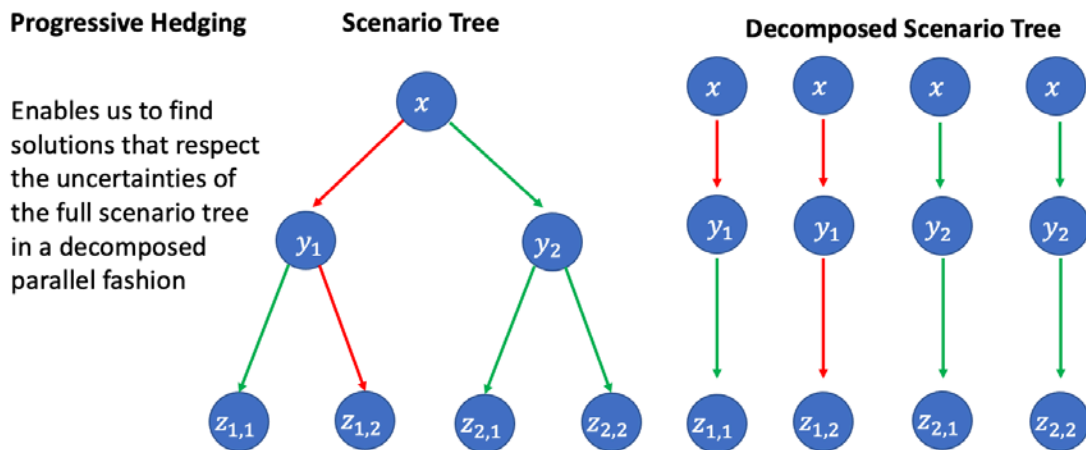 Progressive Hedging
Enables us to find
solutions that respect
the uncertainties of
the full scenario tree
in a decomposed
parallel fashion
Scenario Tree
x
y₁ y₂
z₁,₁ z₁,₂ z₂,₁ z₂,₂
Decomposed Scenario Tree
x x x x
y₁ y₁ y₂ y₂
z₁,₁ z₁,₂ z₂,₁ z₂,₂